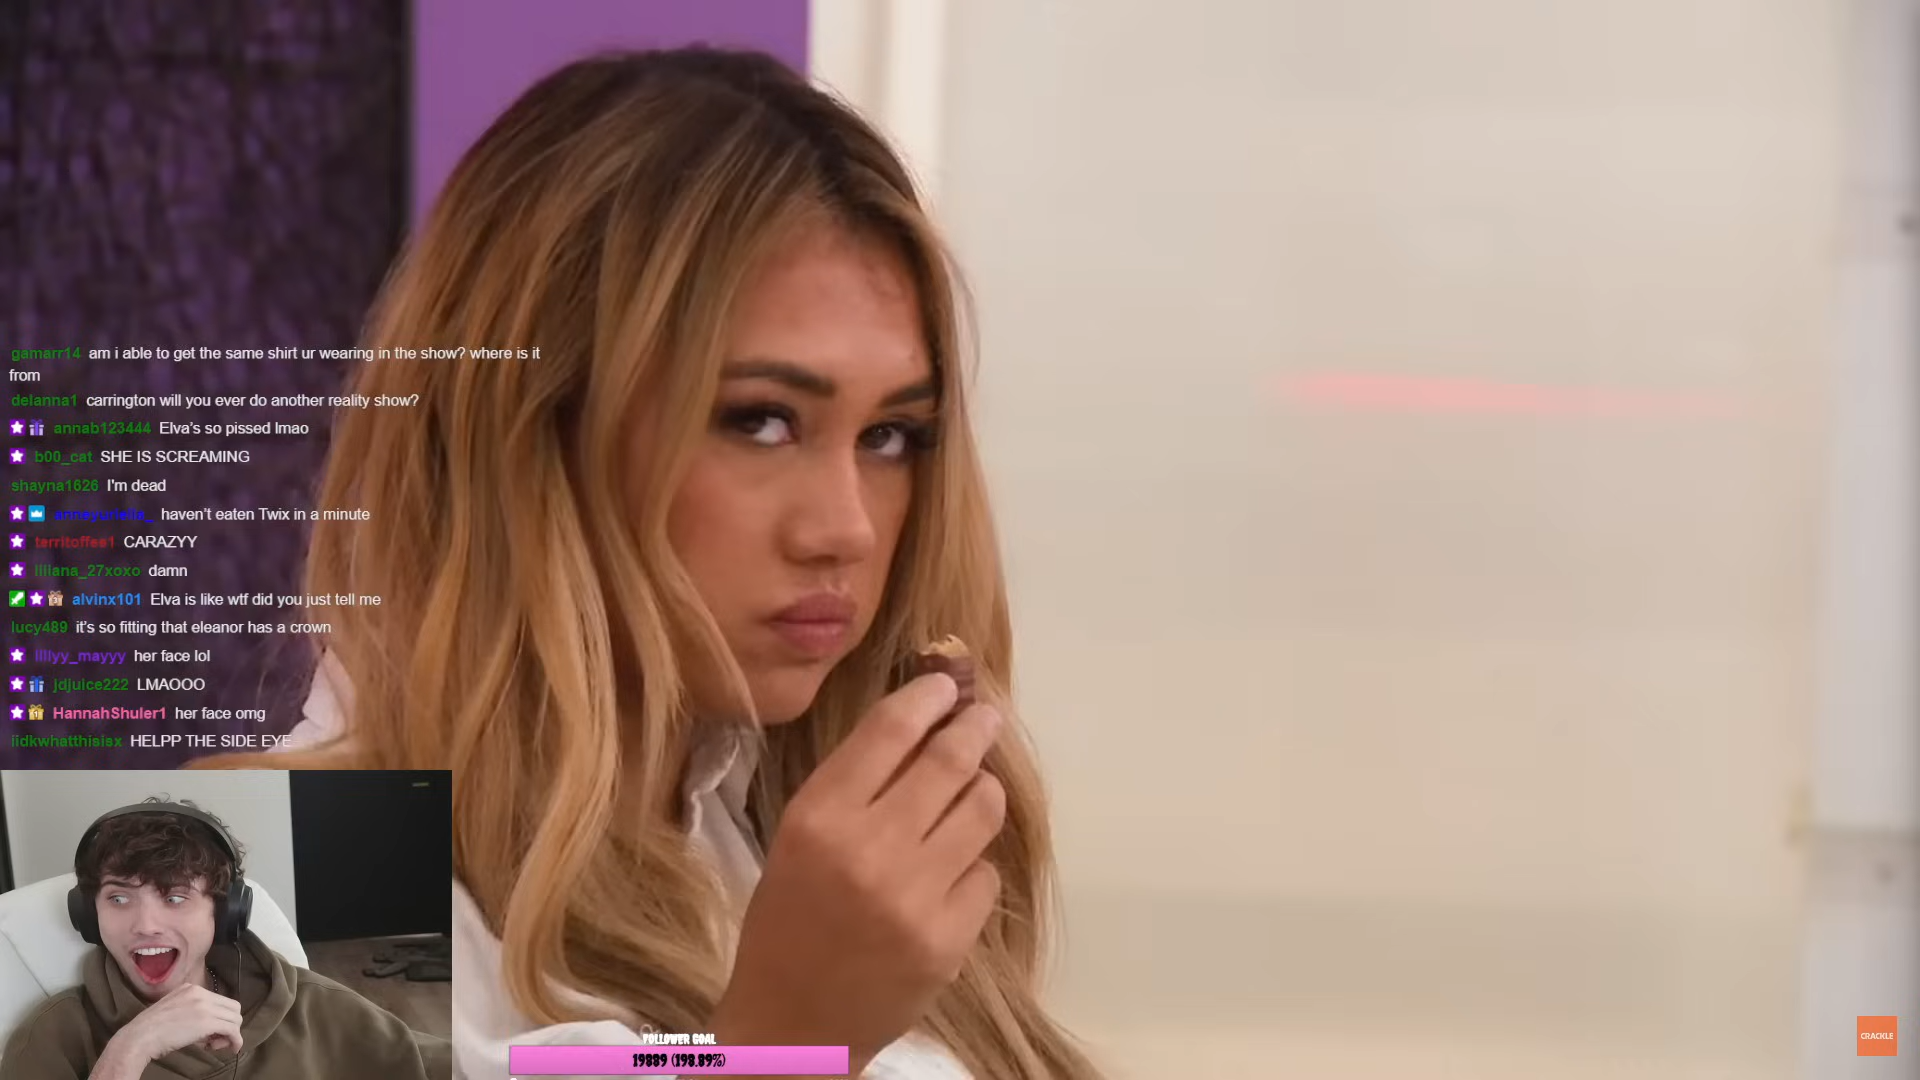 gamarr14 am i able to get the same shirt ur wearing in the show? where is it
from
delanna1 carrington will you ever do another reality show?
annab123444 Elva's so pissed lmao
b00_cat SHE IS SCREAMING
shayna1626 I'm dead
haven't eaten Twix in a minute
territoffee1 CARAZYY
liliana_27xoxo damn
alvinx101 Elva is like wtf did you just tell me
lucy489 it's so fitting that eleanor has a crown
lillyy_mayyy her face lol
jdjuice222 LMAOOO
HannahShuler1 her face omg
iidkwhatthisisx HELPP THE SIDE EYE
FOLLOWER GOAL
19889 (198.89%)
CRACKLE